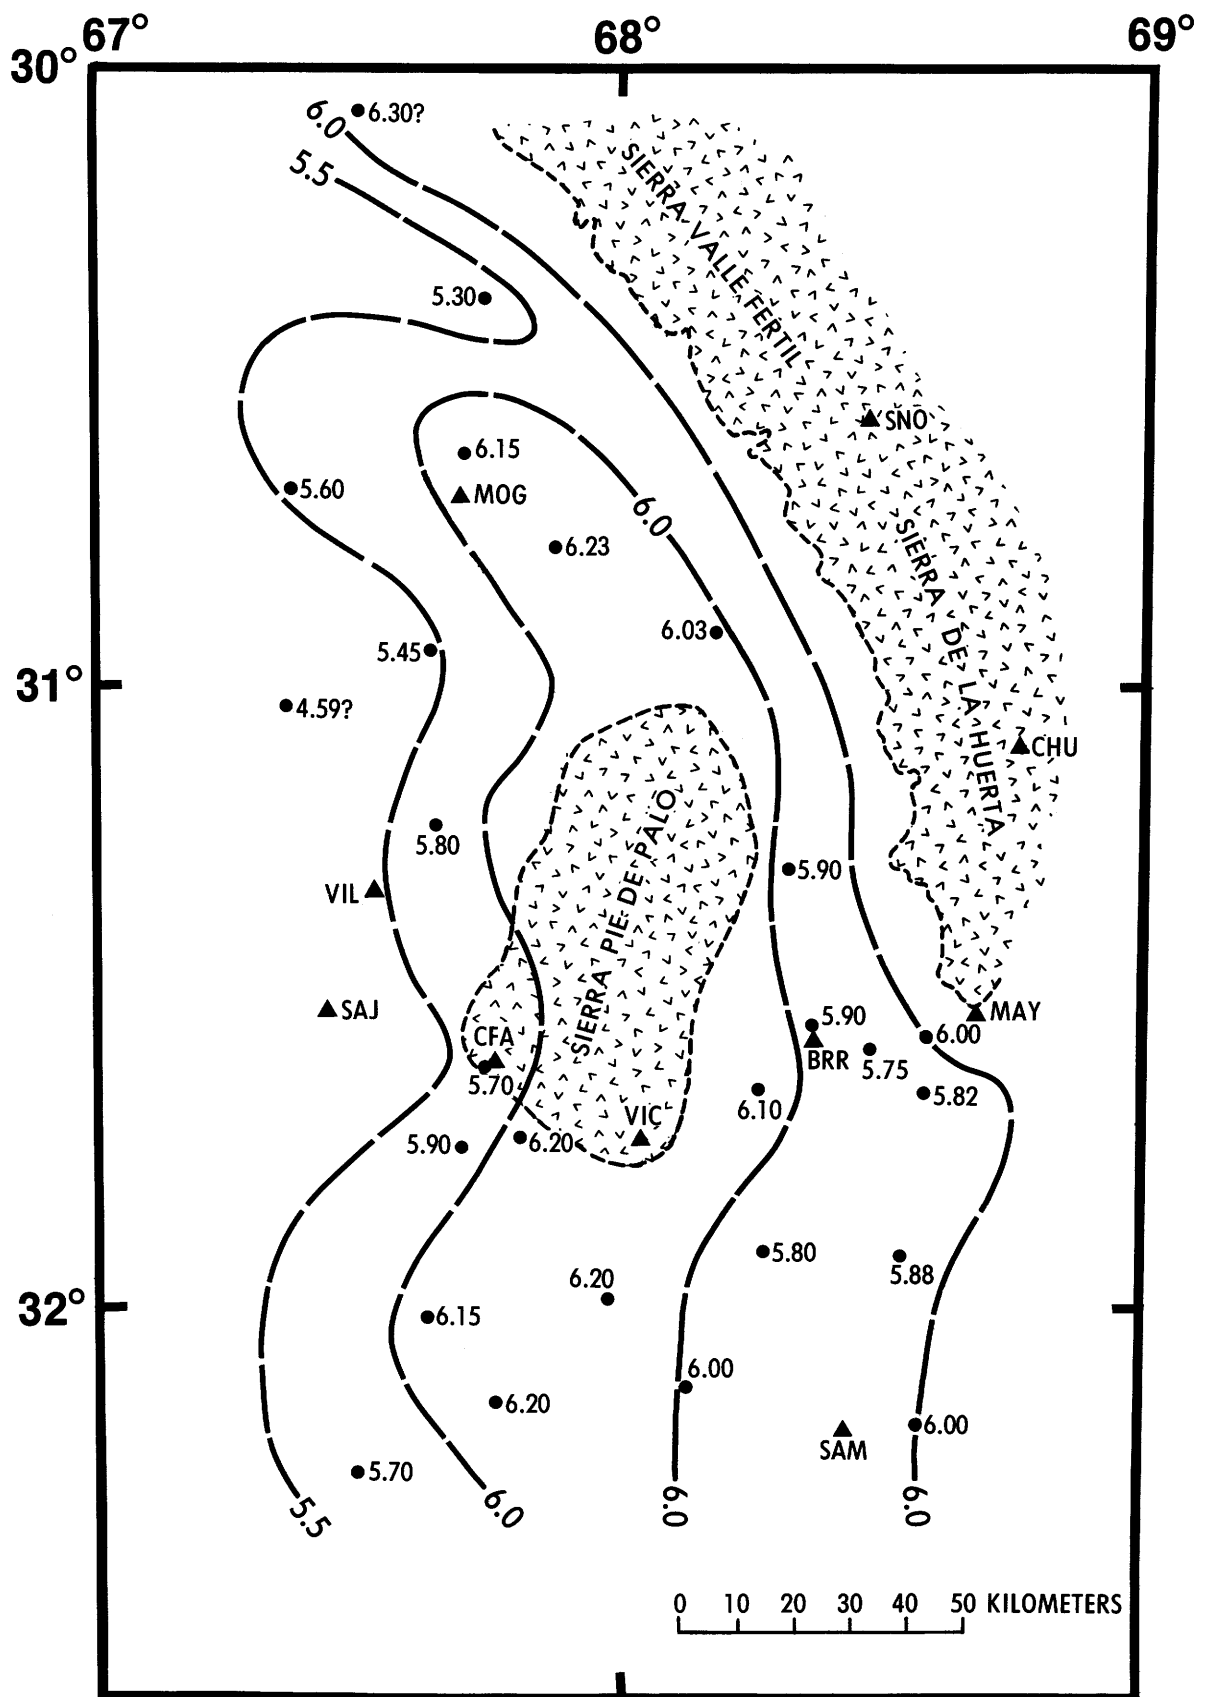 67°
68°
69°
30°
6.0
6.30?
5.5
SIERRA VALLE FERTIL
5.30
SNO
6.15
MOG
5.60
6.0
6.23
SIERRA DE LA HUERTA
6.03
5.45
31°
4.59?
CHU
SIERRA PIE DE PALO
5.80
5.90
VIL
SAJ
5.90
MAY
CFA
6.00
BRR
5.75
5.70
5.82
6.10
VIC
5.90
6.20
5.80
5.88
6.20
32°
6.15
6.00
6.20
6.00
SAM
5.70
5.5
6.0
6.0
6.0
0 10 20 30 40 50 KILOMETERS